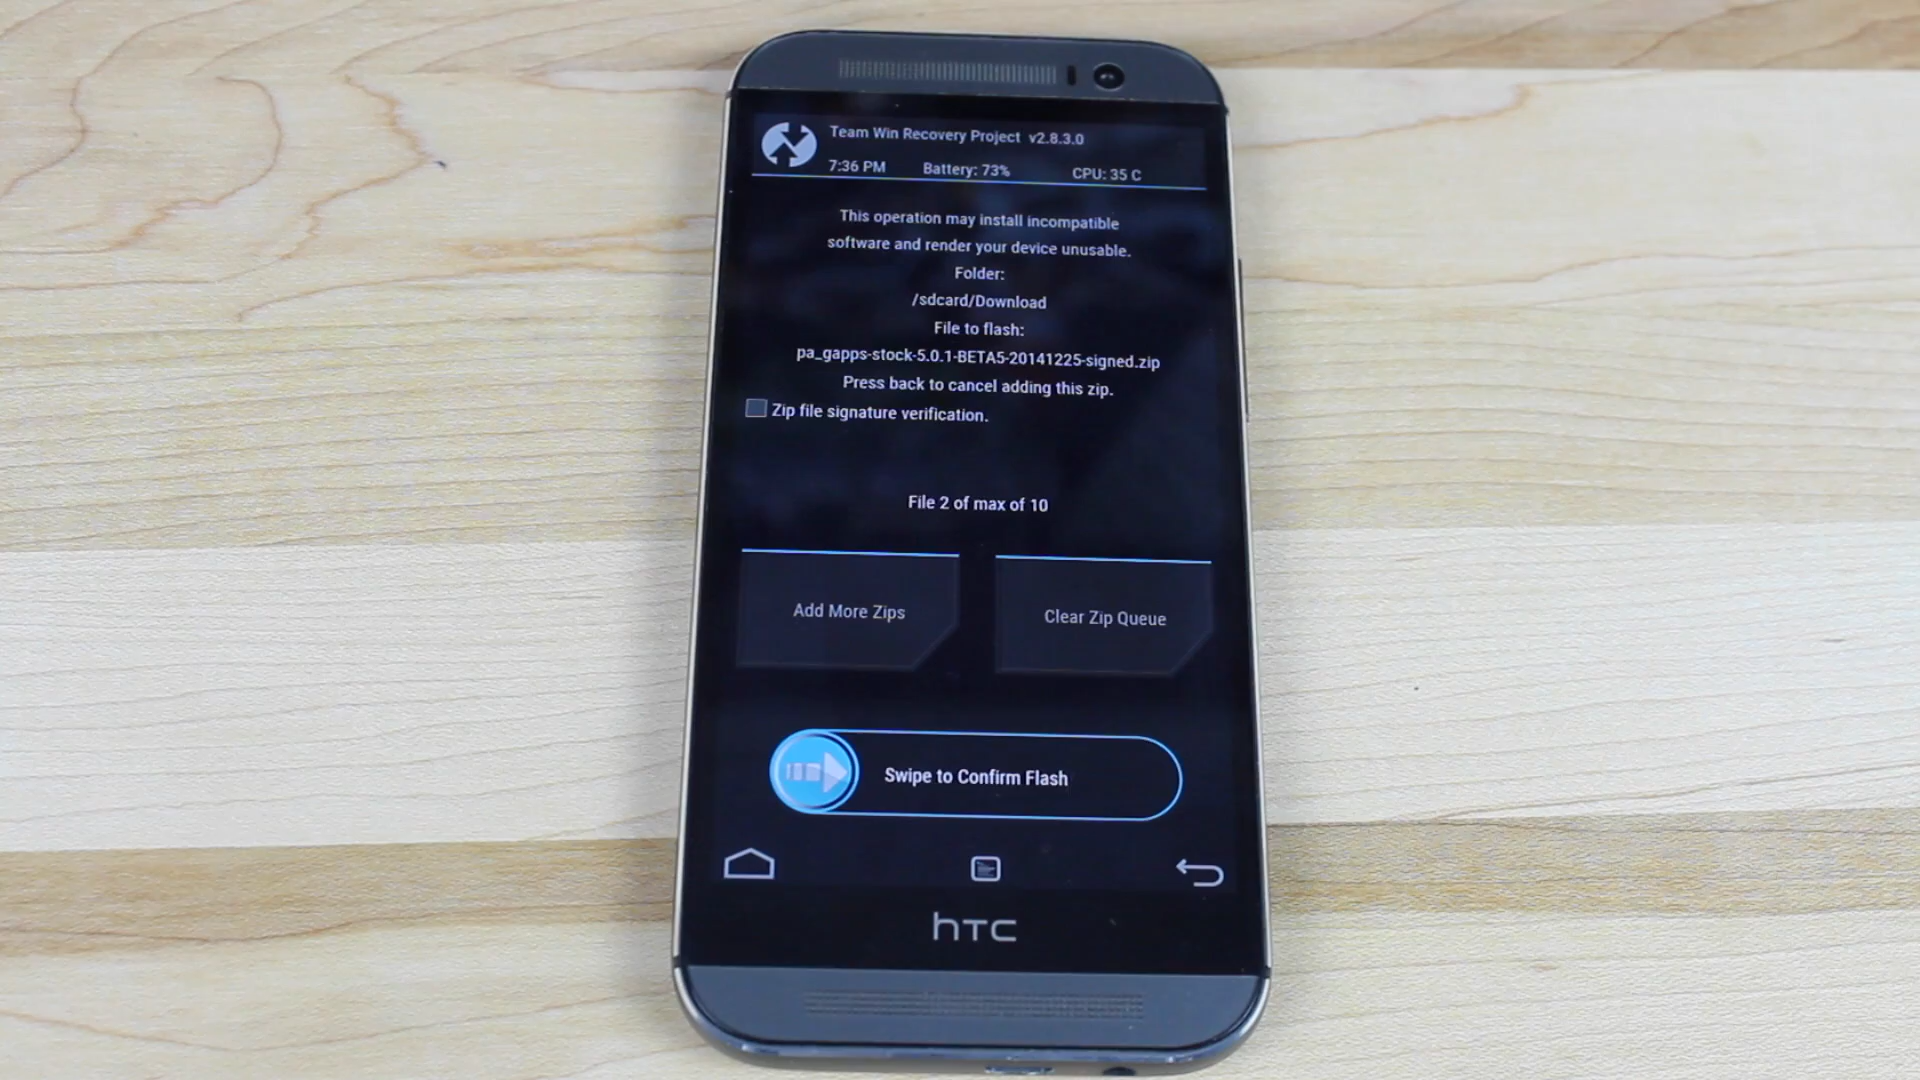 Team Win Recovery Project v2.8.3.0
7:36 PM Battery: 73% CPU: 35 C
This operation may install incompatible
software and render your device unusable.
Folder:
/sdcard/Download
File to flash:
pa_gapps-stock-5.0.1-BETA5-20141225-signed.zip
Press back to cancel adding this zip.
Zip file signature verification.
File 2 of max of 10
Add More Zips
Clear Zip Queue
Swipe to Confirm Flash
hTC